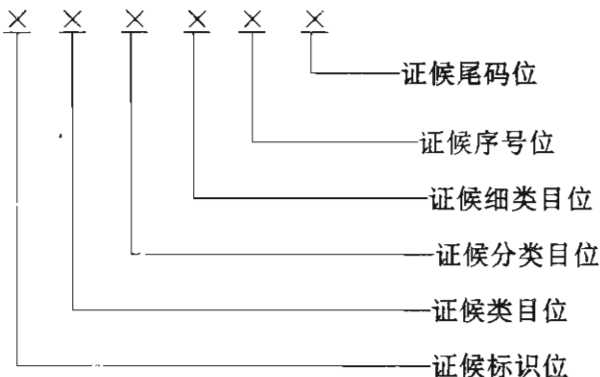 × × × × × ×
证候尾码位
证候序号位
证候细类目位
证候分类目位
证候类目位
证候标识位